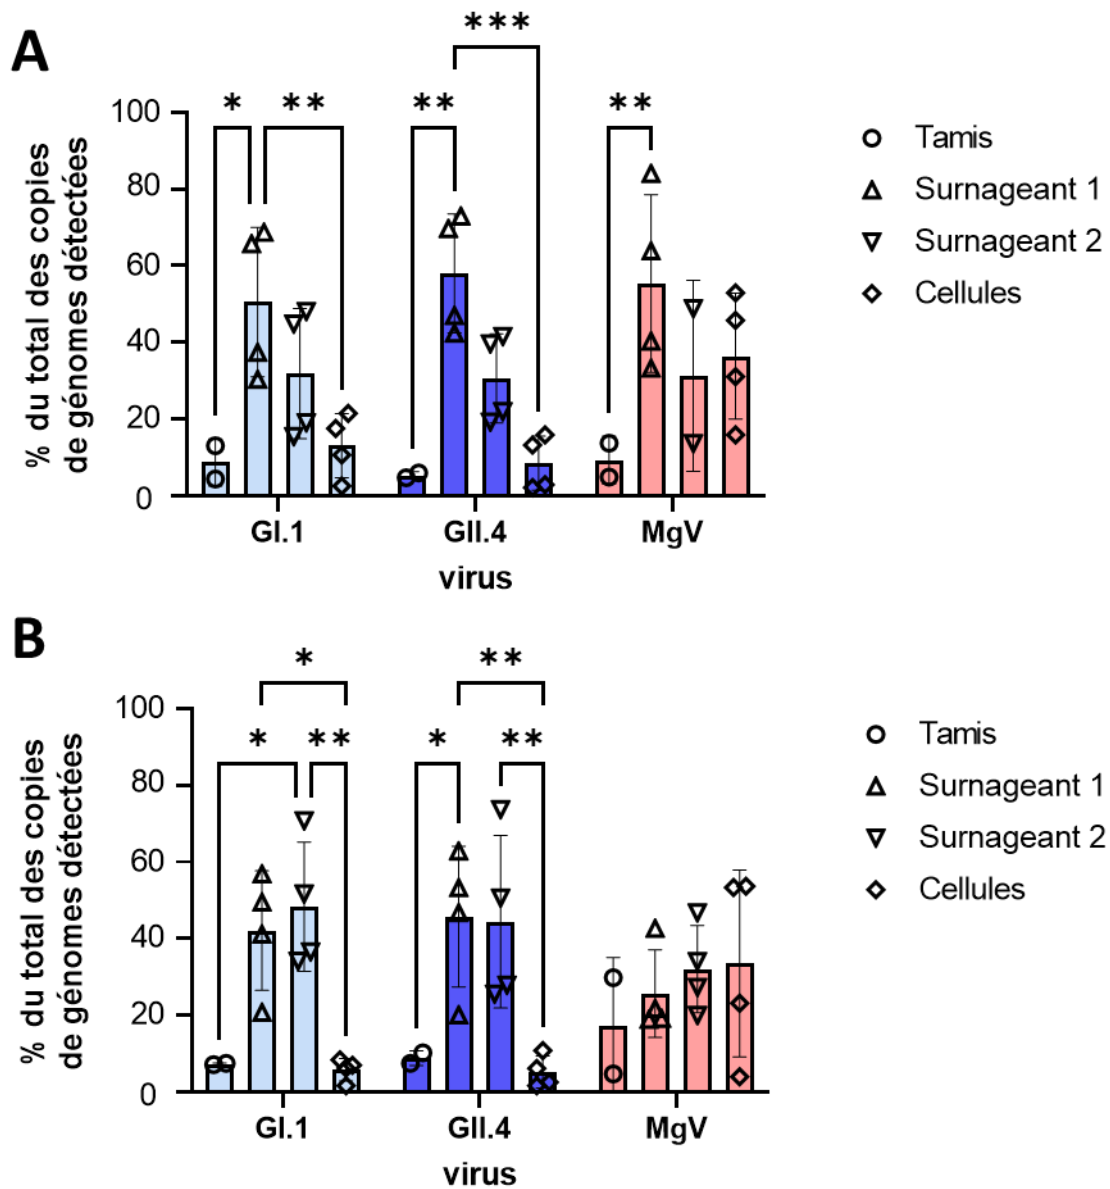 A
***
* ** ** **
100
80
60
40
20
0
% du total des copies
de génomes détectées
GI.1 GII.4 MgV
virus
Tamis
Surnageant 1
Surnageant 2
Cellules
B
* **
* ** * **
100
80
60
40
20
0
% du total des copies
de génomes détectées
GI.1 GII.4 MgV
virus
Tamis
Surnageant 1
Surnageant 2
Cellules